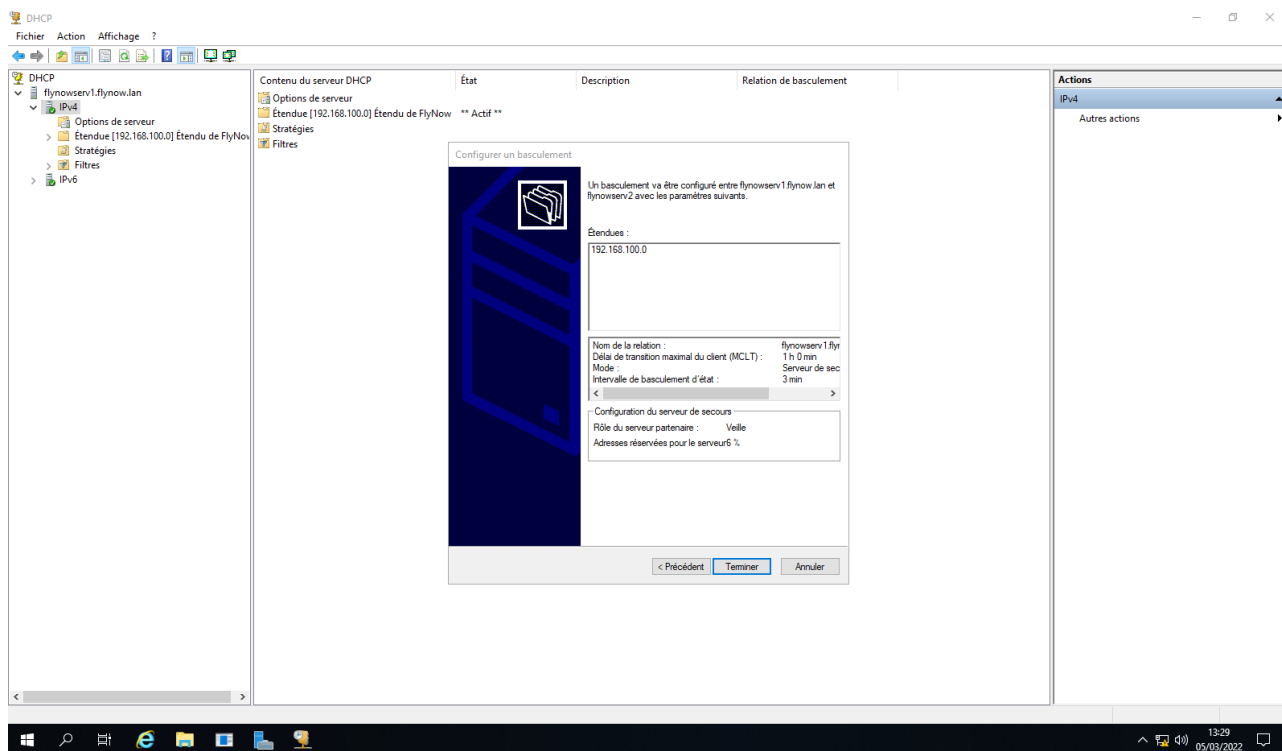 DHCP
Fichier Action Affichage ?
DHCP
flynowserv1.flynow.lan
IPv4
Options de serveur
Étendue [192.168.100.0] Étendu de FlyNov
Stratégies
Filtres
IPv6
Contenu du serveur DHCP État Description Relation de basculement
Options de serveur
Étendue [192.168.100.0] Étendu de FlyNow ** Actif **
Stratégies
Filtres
Actions
IPv4
Autres actions
Configurer un basculement
Un basculement va être configuré entre flynowserv1.flynow.lan et
flynowserv2 avec les paramètres suivants.
Étendues :
192.168.100.0
Nom de la relation : flynowserv1.flyr
Délai de transition maximal du client (MCLT) : 1 h 0 min
Mode : Serveur de sec
Intervalle de basculement d'état : 3 min
Configuration du serveur de secours
Rôle du serveur partenaire : Veille
Adresses réservées pour le serveur6 %
< Précédent Terminer Annuler
13:29
05/03/2022